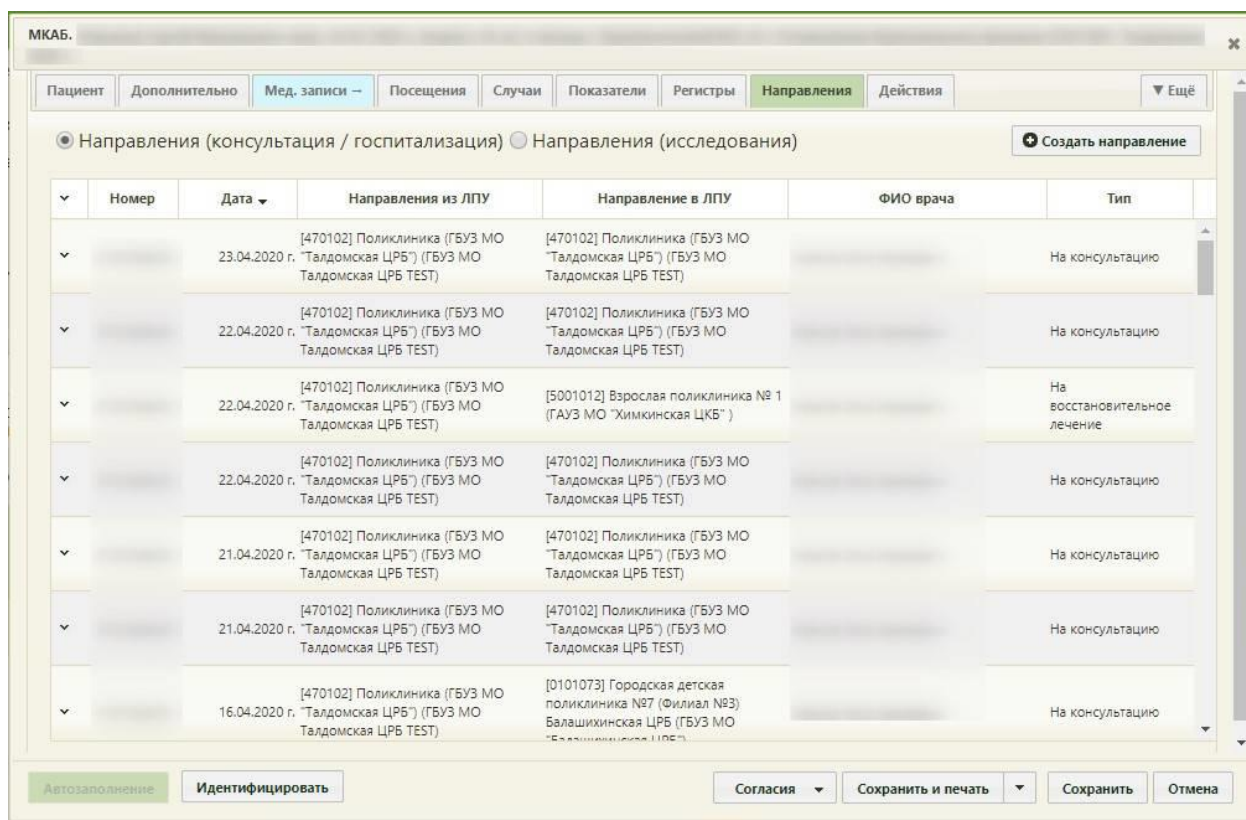 МКАБ.
Пациент Дополнительно Мед. записи → Посещения Случаи Показатели Регистры Направления Действия ▼ Ещё
Направления (консультация / госпитализация) Направления (исследования) Создать направление
Номер Дата Направления из ЛПУ Направление в ЛПУ ФИО врача Тип
[470102] Поликлиника (ГБУЗ МО [470102] Поликлиника (ГБУЗ МО
23.04.2020 г. "Талдомская ЦРБ") (ГБУЗ МО "Талдомская ЦРБ") (ГБУЗ МО На консультацию
Талдомская ЦРБ TEST) Талдомская ЦРБ TEST)
[470102] Поликлиника (ГБУЗ МО [470102] Поликлиника (ГБУЗ МО
22.04.2020 г. "Талдомская ЦРБ") (ГБУЗ МО "Талдомская ЦРБ") (ГБУЗ МО На консультацию
Талдомская ЦРБ TEST) Талдомская ЦРБ TEST)
[470102] Поликлиника (ГБУЗ МО [5001012] Взрослая поликлиника № 1 На
22.04.2020 г. "Талдомская ЦРБ") (ГБУЗ МО (ГАУЗ МО "Химкинская ЦКБ" ) восстановительное
Талдомская ЦРБ TEST) лечение
[470102] Поликлиника (ГБУЗ МО [470102] Поликлиника (ГБУЗ МО
22.04.2020 г. "Талдомская ЦРБ") (ГБУЗ МО "Талдомская ЦРБ") (ГБУЗ МО На консультацию
Талдомская ЦРБ TEST) Талдомская ЦРБ TEST)
[470102] Поликлиника (ГБУЗ МО [470102] Поликлиника (ГБУЗ МО
21.04.2020 г. "Талдомская ЦРБ") (ГБУЗ МО "Талдомская ЦРБ") (ГБУЗ МО На консультацию
Талдомская ЦРБ TEST) Талдомская ЦРБ TEST)
[470102] Поликлиника (ГБУЗ МО [470102] Поликлиника (ГБУЗ МО
21.04.2020 г. "Талдомская ЦРБ") (ГБУЗ МО "Талдомская ЦРБ") (ГБУЗ МО На консультацию
Талдомская ЦРБ TEST) Талдомская ЦРБ TEST)
[0101073] Городская детская
[470102] Поликлиника (ГБУЗ МО поликлиника №7 (Филиал №3)
16.04.2020 г. "Талдомская ЦРБ") (ГБУЗ МО Балашихинская ЦРБ (ГБУЗ МО На консультацию
Талдомская ЦРБ TEST) "Балашихинская ЦРБ")
Автозаполнение Идентифицировать Согласия Сохранить и печать Сохранить Отмена